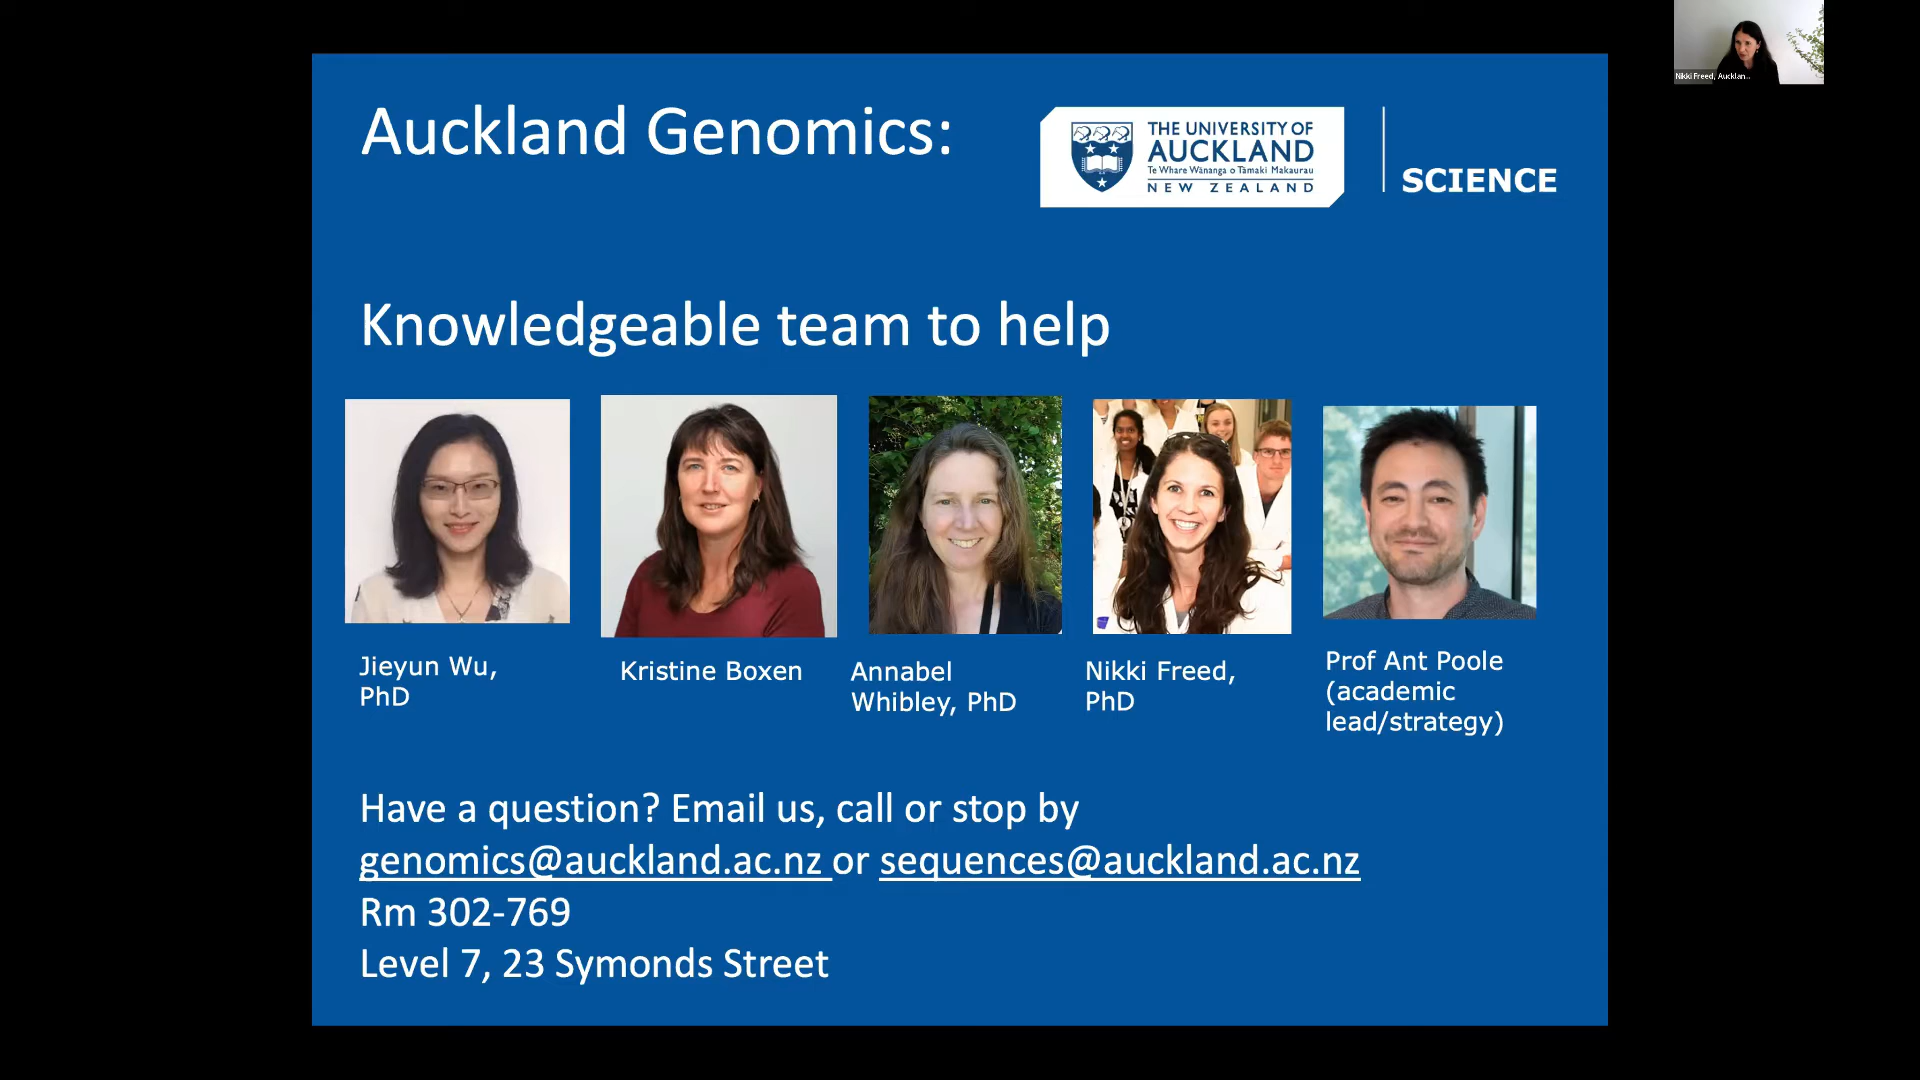 Nikki Freed, Aucklan...
Auckland Genomics:
THE UNIVERSITY OF
AUCKLAND
Te Whare Wānanga o Tāmaki Makaurau
NEW ZEALAND
SCIENCE
Knowledgeable team to help
Jieyun Wu,
PhD
Kristine Boxen
Annabel
Whibley, PhD
Nikki Freed,
PhD
Prof Ant Poole
(academic
lead/strategy)
Have a question? Email us, call or stop by
genomics@auckland.ac.nz or sequences@auckland.ac.nz
Rm 302-769
Level 7, 23 Symonds Street